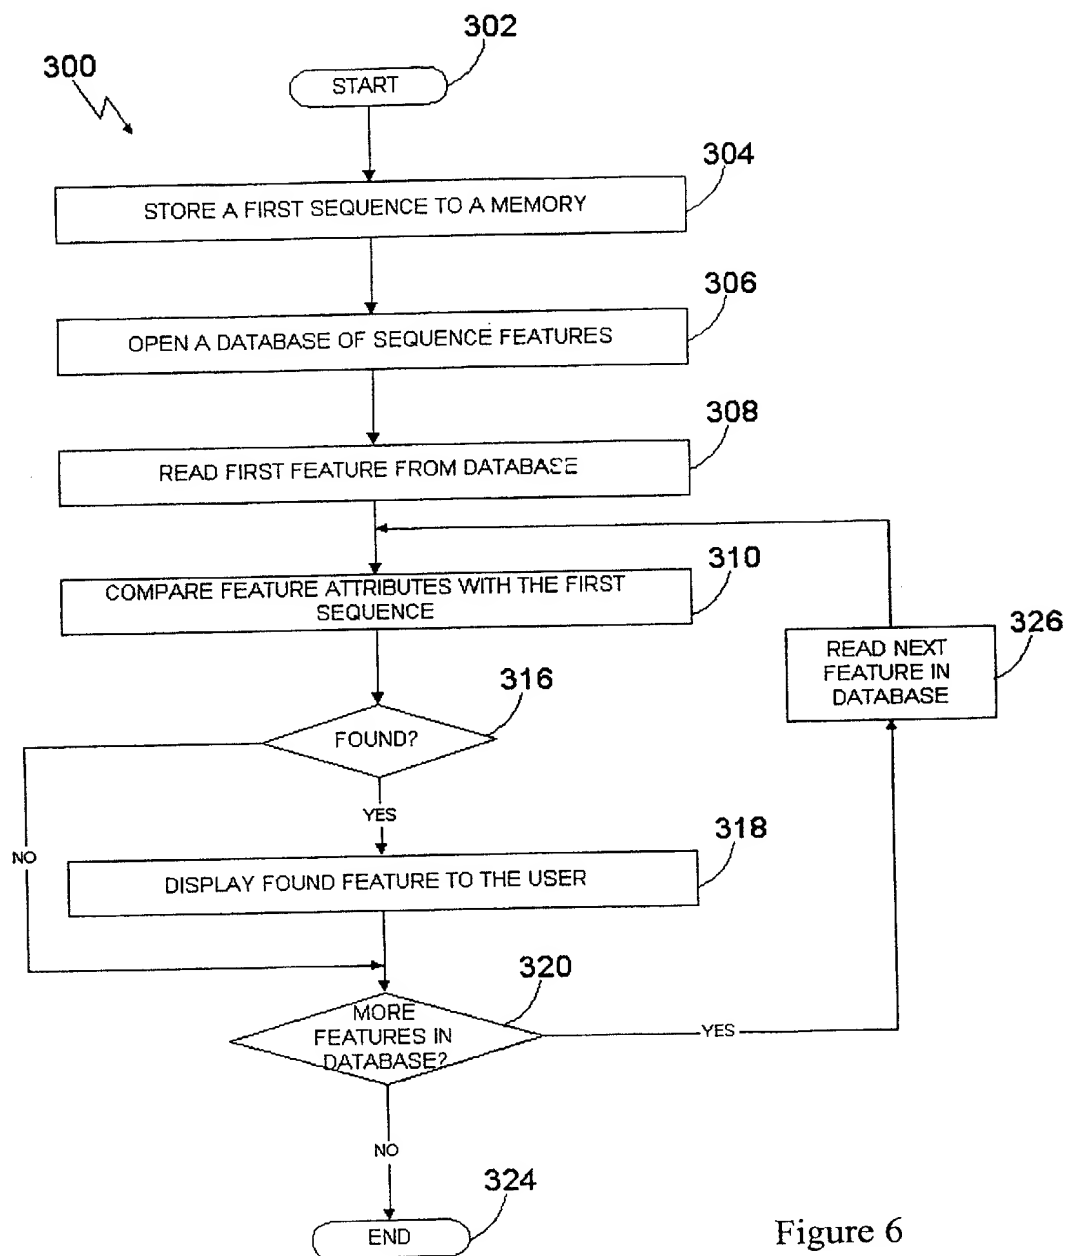 302
300
START
304
STORE A FIRST SEQUENCE TO A MEMORY
306
OPEN A DATABASE OF SEQUENCE FEATURES
308
READ FIRST FEATURE FROM DATABASE
310
COMPARE FEATURE ATTRIBUTES WITH THE FIRST
SEQUENCE
326
READ NEXT
FEATURE IN
DATABASE
316
FOUND?
YES
NO
318
DISPLAY FOUND FEATURE TO THE USER
320
MORE
FEATURES IN
DATABASE?
YES
NO
324
END
Figure 6